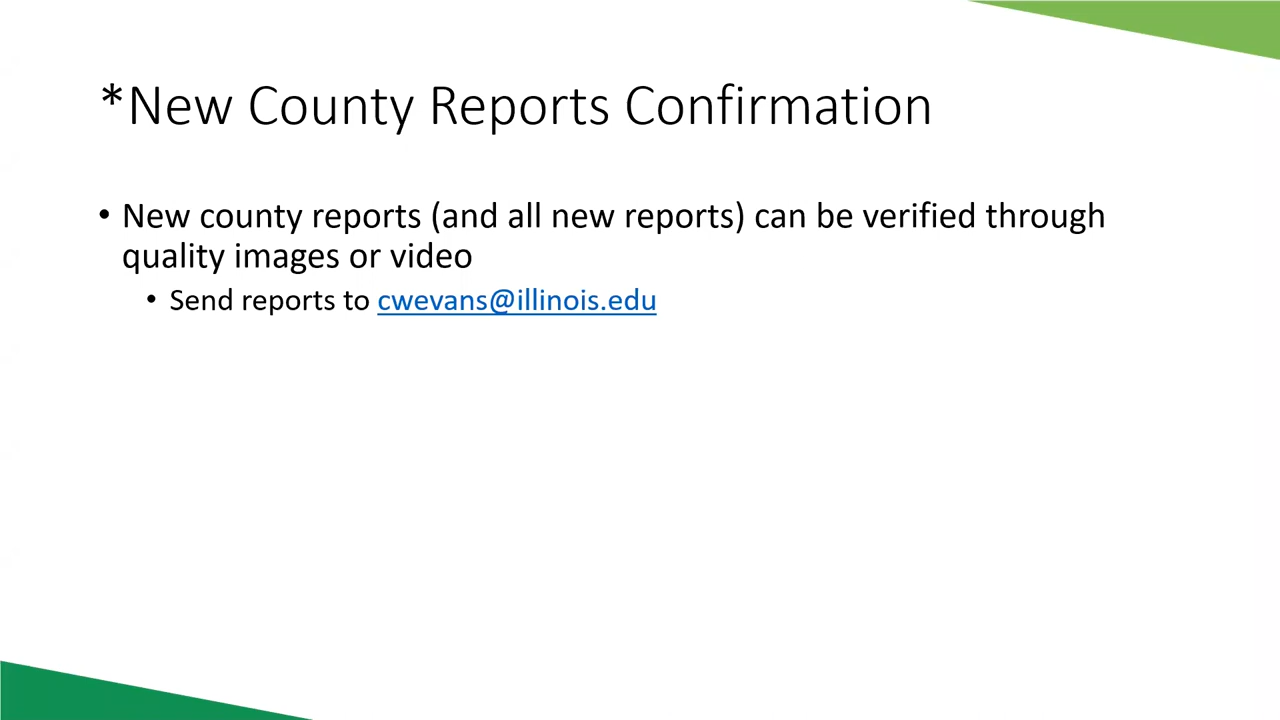 *New County Reports Confirmation
• New county reports (and all new reports) can be verified through
quality images or video
• Send reports to cwevans@illinois.edu